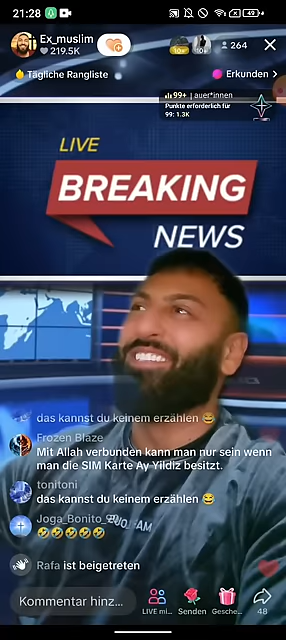 21:28
49
Ex_muslim
219.5K
264
Tägliche Rangliste
Erkunden
99+ | auer*innen
Punkte erforderlich für
99: 1.3K
LIVE
BREAKING
NEWS
das kannst du keinem erzählen 😂
Frozen Blaze
Mit Allah verbunden kann man nur sein wenn
man die SIM Karte Ay Yildiz besitzt.
tonitoni
das kannst du keinem erzählen 😂
Joga_Bonito_
🤣🤣🤣🤣🤣
Rafa ist beigetreten
Kommentar hinz...
LIVE mi...
Senden
Gesche...
48